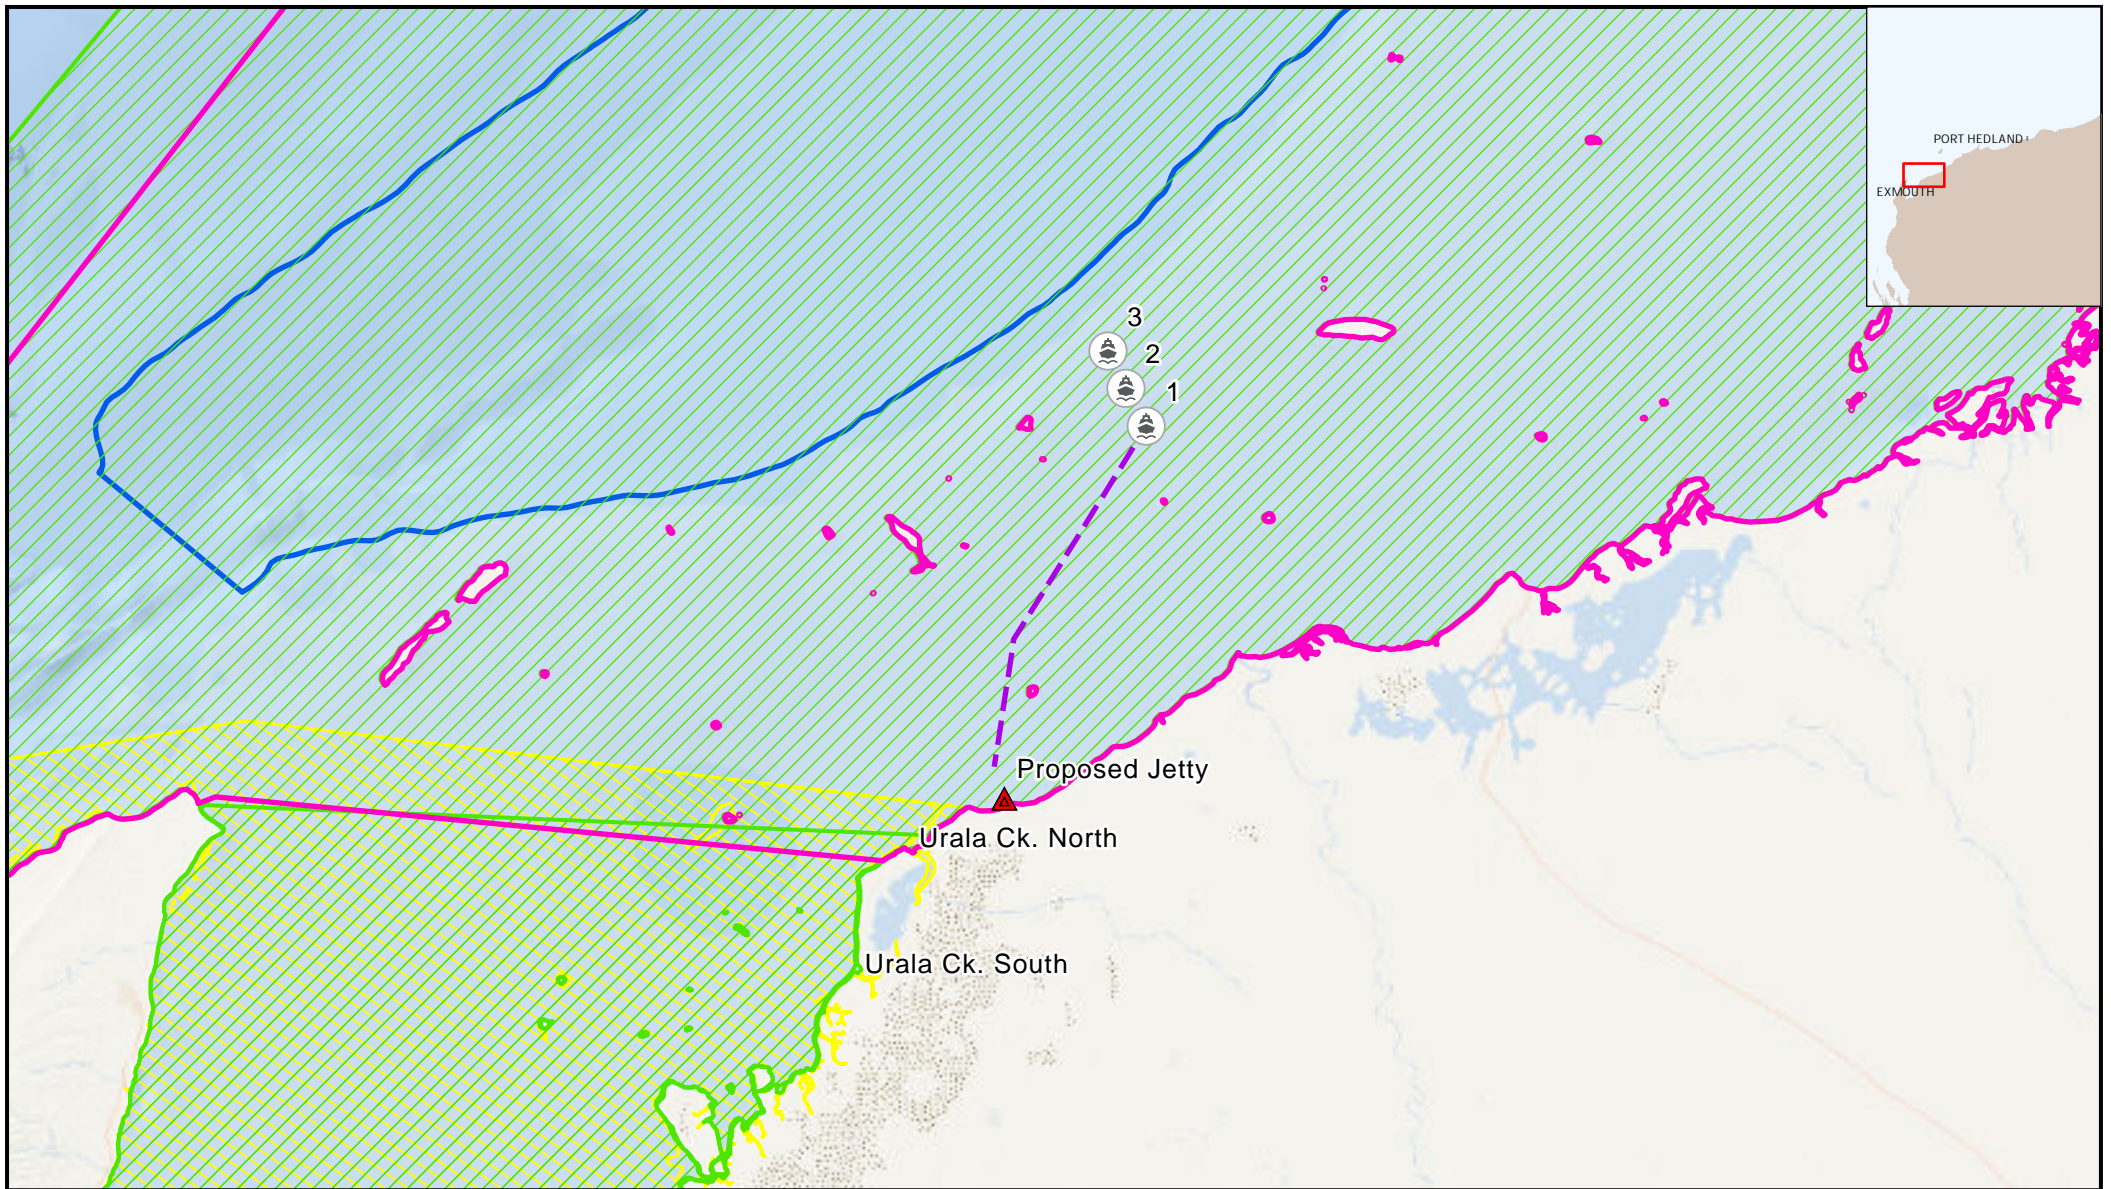 PORT HEDLAND
EXMOUTH
3
2
1
Proposed Jetty
Urala Ck. North
Urala Ck. South